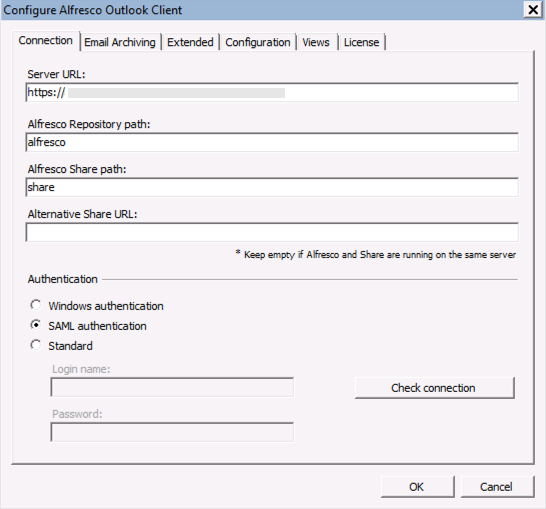 Configure Alfresco Outlook Client
Connection Email Archiving Extended Configuration Views License
Server URL:
https://
Alfresco Repository path:
alfresco
Alfresco Share path:
share
Alternative Share URL:
* Keep empty if Alfresco and Share are running on the same server
Authentication
Windows authentication
SAML authentication
Standard
Login name:
Check connection
Password:
OK Cancel